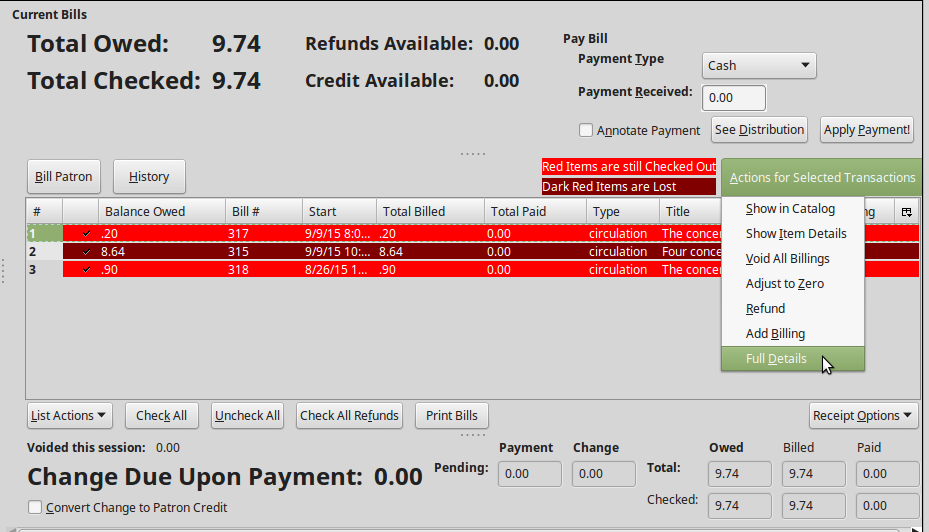 Current Bills
Total Owed: 9.74 Refunds Available: 0.00 Pay Bill
Payment Type Cash
Total Checked: 9.74 Credit Available: 0.00
Payment Received: 0.00
Annotate Payment See Distribution Apply Payment!
Bill Patron History Red Items are still Checked Out Actions for Selected Transactions
Dark Red Items are Lost
# Balance Owed Bill # Start Total Billed Total Paid Type Title ng
1 .20 317 9/9/15 8:0... .20 0.00 circulation The concer
2 8.64 315 9/9/15 10:... 8.64 0.00 circulation Four conce
3 .90 318 8/26/15 1... .90 0.00 circulation The concer
Show in Catalog
Show Item Details
Void All Billings
Adjust to Zero
Refund
Add Billing
Full Details
List Actions Check All Uncheck All Check All Refunds Print Bills Receipt Options
Voided this session: 0.00 Payment Change Owed Billed Paid
Change Due Upon Payment: 0.00 Pending: 0.00 0.00 Total: 9.74 9.74 0.00
Convert Change to Patron Credit Checked: 9.74 9.74 0.00